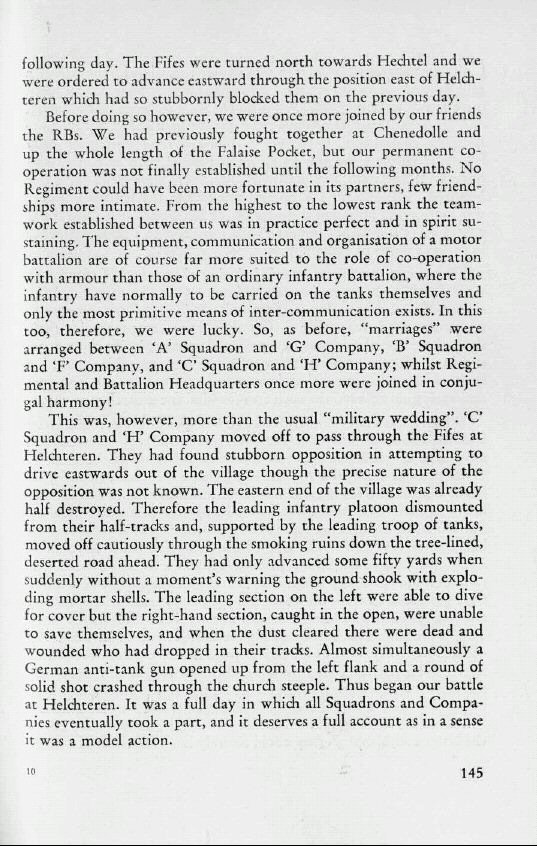 following day. The Fifes were turned north towards Hechtel and we
were ordered to advance eastward through the position east of Helch-
teren which had so stubbornly blocked them on the previous day.
Before doing so however, we were once more joined by our friends
the RBs. We had previously fought together at Chenedolle and
up the whole length of the Falaise Pocket, but our permanent co-
operation was not finally established until the following months. No
Regiment could have been more fortunate in its partners, few friend-
ships more intimate. From the highest to the lowest rank the team-
work established between us was in practice perfect and in spirit su-
staining. The equipment, communication and organisation of a motor
battalion are of course far more suited to the role of co-operation
with armour than those of an ordinary infantry battalion, where the
infantry have normally to be carried on the tanks themselves and
only the most primitive means of inter-communication exists. In this
too, therefore, we were lucky. So, as before, “marriages” were
arranged between ‘A’ Squadron and ‘G’ Company, ‘B’ Squadron
and ‘F’ Company, and ‘C’ Squadron and ‘H’ Company; whilst Regi-
mental and Battalion Headquarters once more were joined in conju-
gal harmony!
This was, however, more than the usual “military wedding”. ‘C’
Squadron and ‘H’ Company moved off to pass through the Fifes at
Helchteren. They had found stubborn opposition in attempting to
drive eastwards out of the village though the precise nature of the
opposition was not known. The eastern end of the village was already
half destroyed. Therefore the leading infantry platoon dismounted
from their half-tracks and, supported by the leading troop of tanks,
moved off cautiously through the smoking ruins down the tree-lined,
deserted road ahead. They had only advanced some fifty yards when
suddenly without a moment’s warning the ground shook with explo-
ding mortar shells. The leading section on the left were able to dive
for cover but the right-hand section, caught in the open, were unable
to save themselves, and when the dust cleared there were dead and
wounded who had dropped in their tracks. Almost simultaneously a
German anti-tank gun opened up from the left flank and a round of
solid shot crashed through the church steeple. Thus began our battle
at Helchteren. It was a full day in which all Squadrons and Compa-
nies eventually took a part, and it deserves a full account as in a sense
it was a model action.
10
145